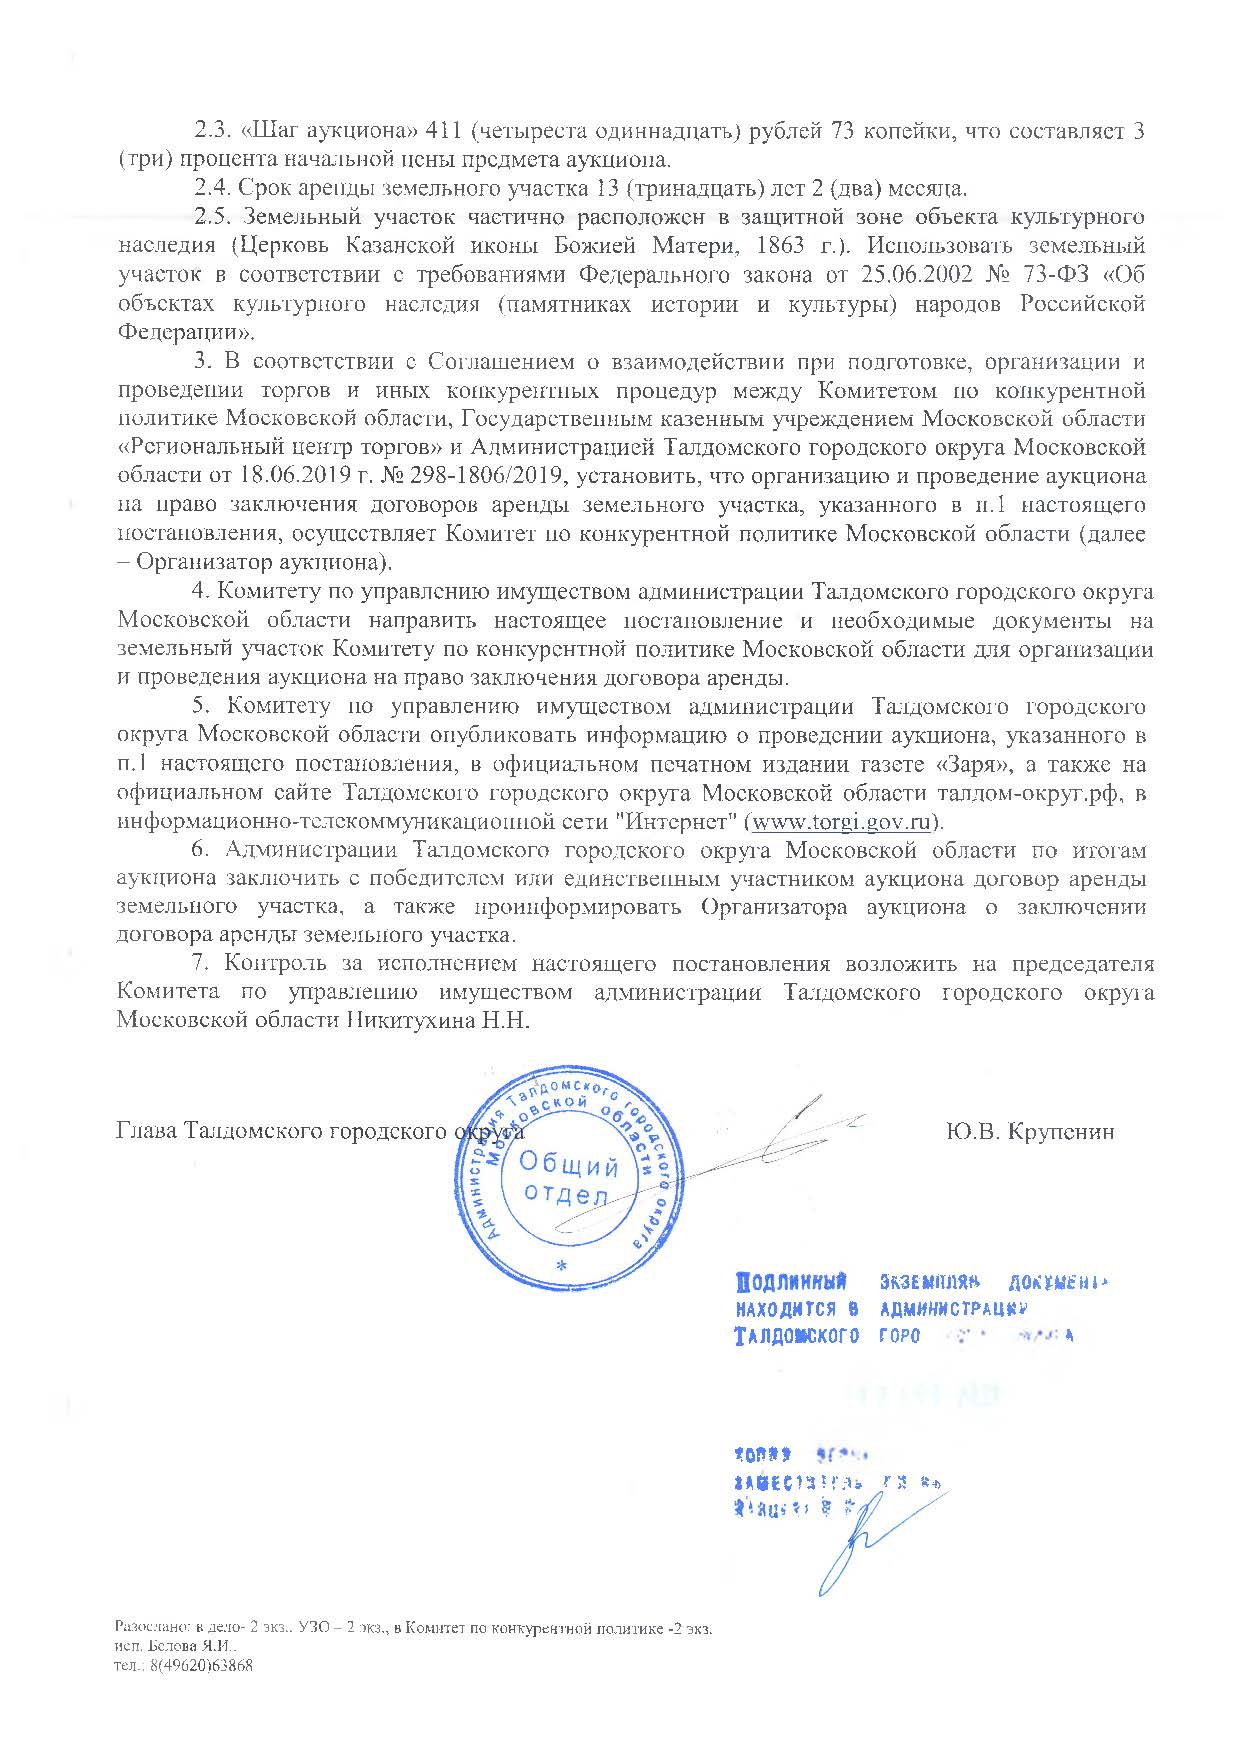 2.3. «Шаг аукциона» 411 (четыреста одиннадцать) рублей 73 копейки, что составляет 3
(три) процента начальной цены предмета аукциона.
2.4. Срок аренды земельного участка 13 (тринадцать) лет 2 (два) месяца.
2.5. Земельный участок частично расположен в защитной зоне объекта культурного
наследия (Церковь Казанской иконы Божией Матери, 1863 г.). Использовать земельный
участок в соответствии с требованиями Федерального закона от 25.06.2002 № 73-ФЗ «Об
объектах культурного наследия (памятниках истории и культуры) народов Российской
Федерации».
3. В соответствии с Соглашением о взаимодействии при подготовке, организации и
проведении торгов и иных конкурентных процедур между Комитетом по конкурентной
политике Московской области, Государственным казенным учреждением Московской области
«Региональный центр торгов» и Администрацией Талдомского городского округа Московской
области от 18.06.2019 г. № 298-1806/2019, установить, что организацию и проведение аукциона
на право заключения договоров аренды земельного участка, указанного в п.1 настоящего
постановления, осуществляет Комитет по конкурентной политике Московской области (далее
– Организатор аукциона).
4. Комитету по управлению имуществом администрации Талдомского городского округа
Московской области направить настоящее постановление и необходимые документы на
земельный участок Комитету по конкурентной политике Московской области для организации
и проведения аукциона на право заключения договора аренды.
5. Комитету по управлению имуществом администрации Талдомского городского
округа Московской области опубликовать информацию о проведении аукциона, указанного в
п.1 настоящего постановления, в официальном печатном издании газете «Заря», а также на
официальном сайте Талдомского городского округа Московской области талдом-округ.рф, в
информационно-телекоммуникационной сети "Интернет" (www.torgi.gov.ru).
6. Администрации Талдомского городского округа Московской области по итогам
аукциона заключить с победителем или единственным участником аукциона договор аренды
земельного участка, а также проинформировать Организатора аукциона о заключении
договора аренды земельного участка.
7. Контроль за исполнением настоящего постановления возложить на председателя
Комитета по управлению имуществом администрации Талдомского городского округа
Московской области Никитухина Н.Н.
Глава Талдомского городского округа Ю.В. Крупенин
Администрация Талдомского городского округа
Московской области
Общий
отдел
*
Подлинный экземпляр документ
находится в администрации
Талдомского горо
копия
заместитель
Разослано: в дело- 2 экз., УЗО – 2 экз., в Комитет по конкурентной политике -2 экз.
исп. Белова Я.И..
тел.: 8(49620)63868